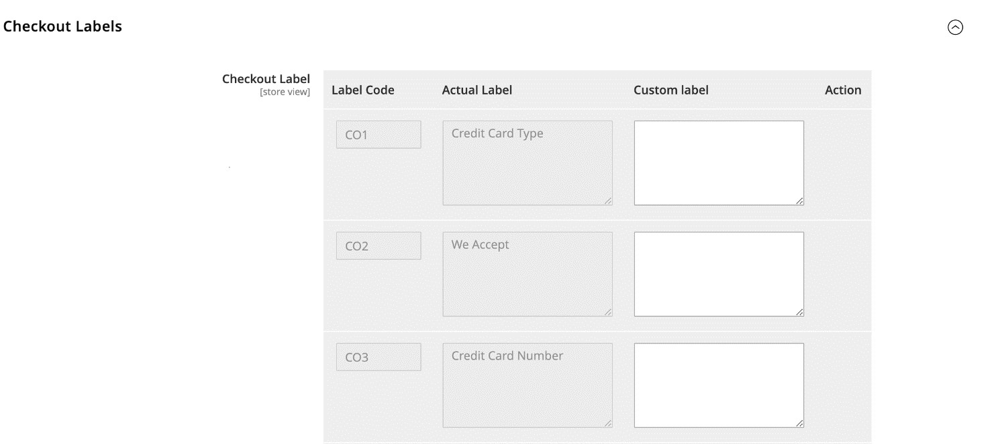 Checkout Labels
Checkout Label
[store view]
Label Code Actual Label Custom label Action
CO1 Credit Card Type
CO2 We Accept
CO3 Credit Card Number